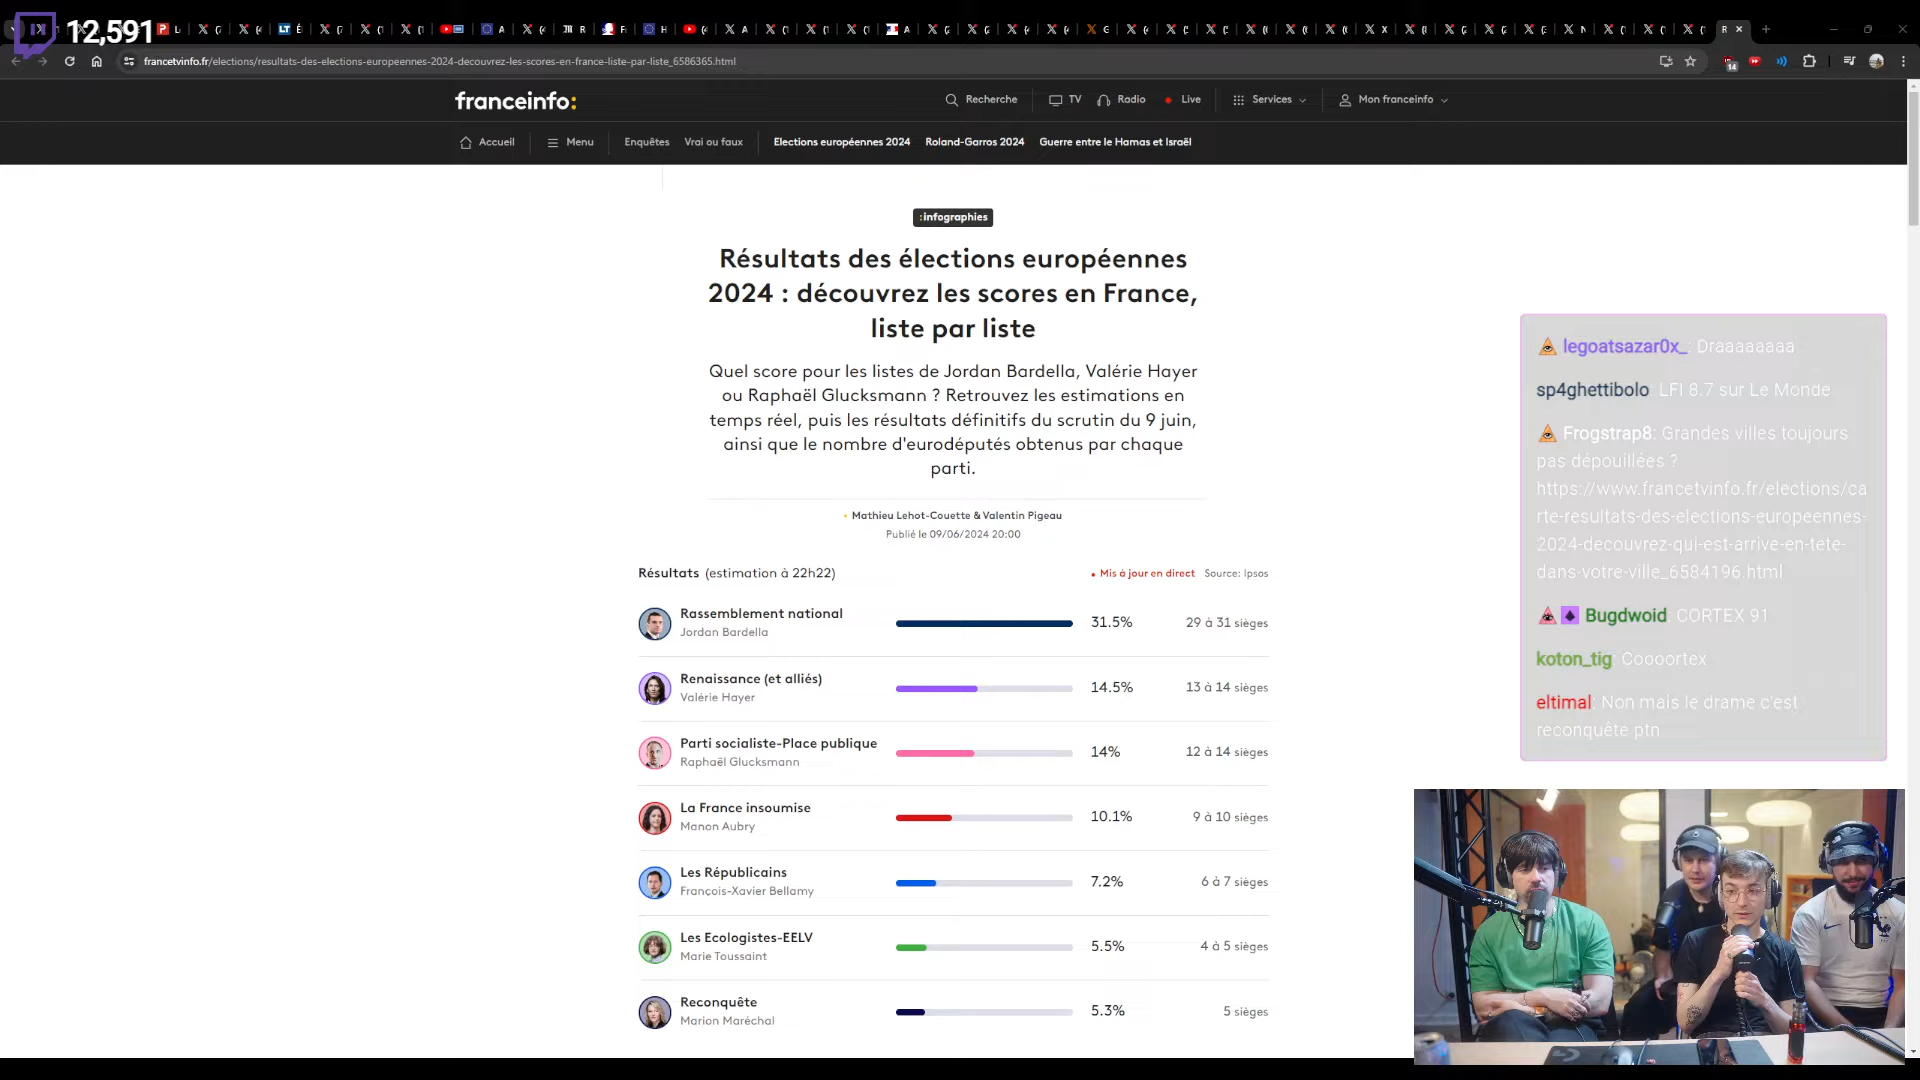 12,591
francetvinfo.fr/elections/resultats-des-elections-europeennes-2024-decouvrez-les-scores-en-france-liste-par-liste_6586365.html
14
franceinfo:
Recherche
TV
Radio
Live
Services
Mon franceinfo
Accueil
Menu
Enquêtes
Vrai ou faux
Elections européennes 2024
Roland-Garros 2024
Guerre entre le Hamas et Israël
:infographies
Résultats des élections européennes
2024 : découvrez les scores en France,
liste par liste
Quel score pour les listes de Jordan Bardella, Valérie Hayer
ou Raphaël Glucksmann ? Retrouvez les estimations en
temps réel, puis les résultats définitifs du scrutin du 9 juin,
ainsi que le nombre d'eurodéputés obtenus par chaque
parti.
Mathieu Lehot-Couette & Valentin Pigeau
Publié le 09/06/2024 20:00
Résultats (estimation à 22h22)
Mis à jour en direct
Source: Ipsos
Rassemblement national
Jordan Bardella
31.5%
29 à 31 sièges
Renaissance (et alliés)
Valérie Hayer
14.5%
13 à 14 sièges
Parti socialiste-Place publique
Raphaël Glucksmann
14%
12 à 14 sièges
La France insoumise
Manon Aubry
10.1%
9 à 10 sièges
Les Républicains
François-Xavier Bellamy
7.2%
6 à 7 sièges
Les Ecologistes-EELV
Marie Toussaint
5.5%
4 à 5 sièges
Reconquête
Marion Maréchal
5.3%
5 sièges
legoatsazar0x_: Draaaaaaaa
sp4ghettibolo: LFI 8.7 sur Le Monde
Frogstrap8: Grandes villes toujours
pas dépouillées ?
https://www.francetvinfo.fr/elections/ca
rte-resultats-des-elections-europeennes-
2024-decouvrez-qui-est-arrive-en-tete-
dans-votre-ville_6584196.html
Bugdwoid: CORTEX 91
koton_tig: Coooortex
eltimal: Non mais le drame c'est
reconquête ptn